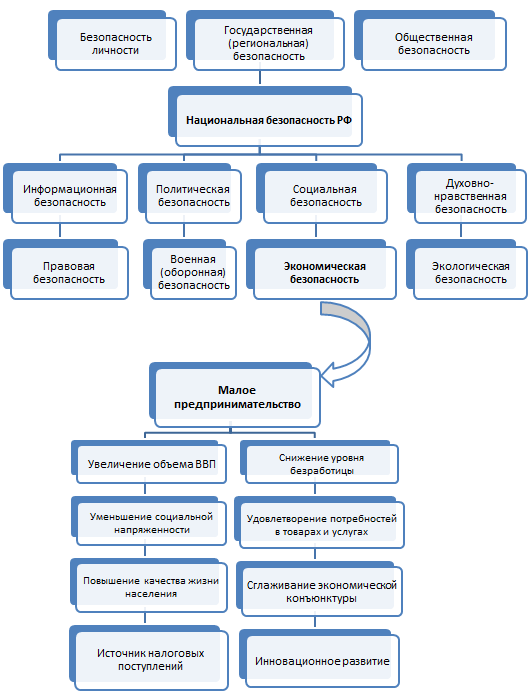 Безопасность
личности
Государственная
(региональная)
безопасность
Общественная
безопасность
Национальная безопасность РФ
Информационная
безопасность
Политическая
безопасность
Социальная
безопасность
Духовно-
нравственная
безопасность
Правовая
безопасность
Военная
(оборонная)
безопасность
Экономическая
безопасность
Экологическая
безопасность
Малое
предпринимательство
Увеличение объема ВВП
Снижение уровня
безработицы
Уменьшение социальной
напряженности
Удовлетворение потребностей
в товарах и услугах
Повышение качества жизни
населения
Сглаживание экономической
конъюнктуры
Источник налоговых
поступлений
Инновационное развитие